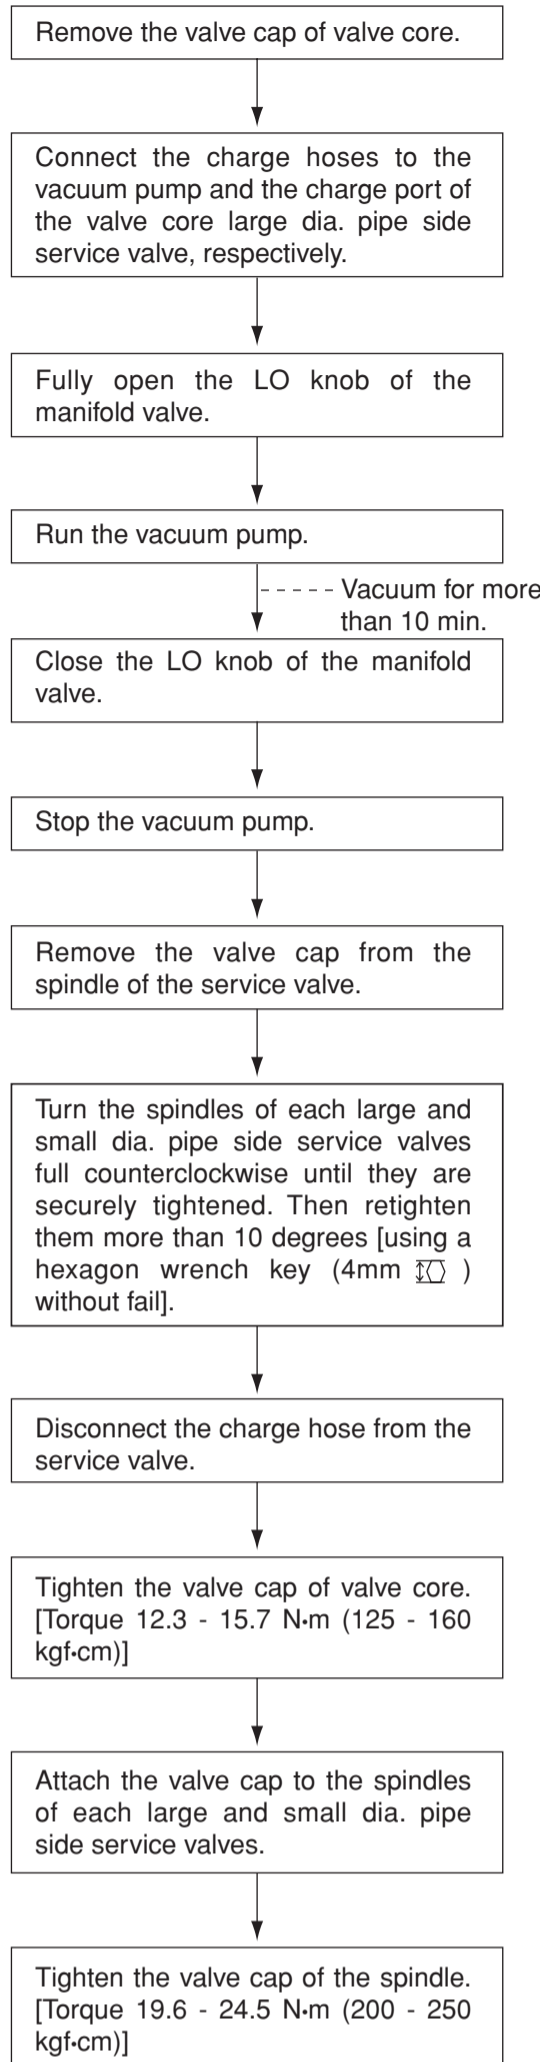 Remove the valve cap of valve core.
Connect the charge hoses to the
vacuum pump and the charge port of
the valve core large dia. pipe side
service valve, respectively.
Fully open the LO knob of the
manifold valve.
Run the vacuum pump.
Vacuum for more
than 10 min.
Close the LO knob of the manifold
valve.
Stop the vacuum pump.
Remove the valve cap from the
spindle of the service valve.
Turn the spindles of each large and
small dia. pipe side service valves
full counterclockwise until they are
securely tightened. Then retighten
them more than 10 degrees [using a
hexagon wrench key (4mm )
without fail].
Disconnect the charge hose from the
service valve.
Tighten the valve cap of valve core.
[Torque 12.3 - 15.7 N•m (125 - 160
kgf•cm)]
Attach the valve cap to the spindles
of each large and small dia. pipe
side service valves.
Tighten the valve cap of the spindle.
[Torque 19.6 - 24.5 N•m (200 - 250
kgf•cm)]